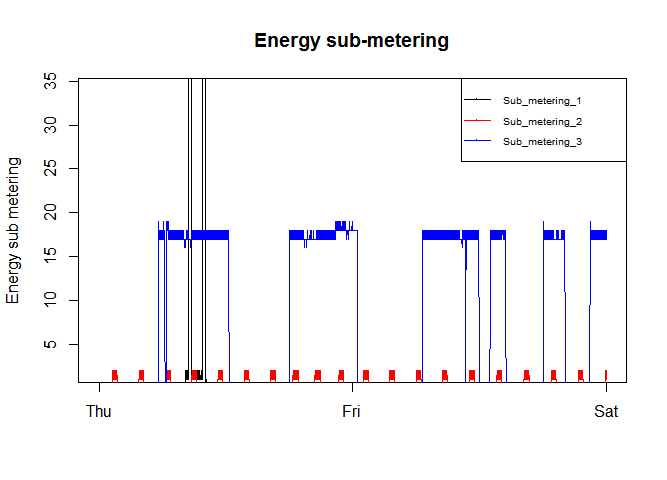 Energy sub-metering
Energy sub metering
35
30
25
20
15
10
5
Sub_metering_1
Sub_metering_2
Sub_metering_3
Thu
Fri
Sat